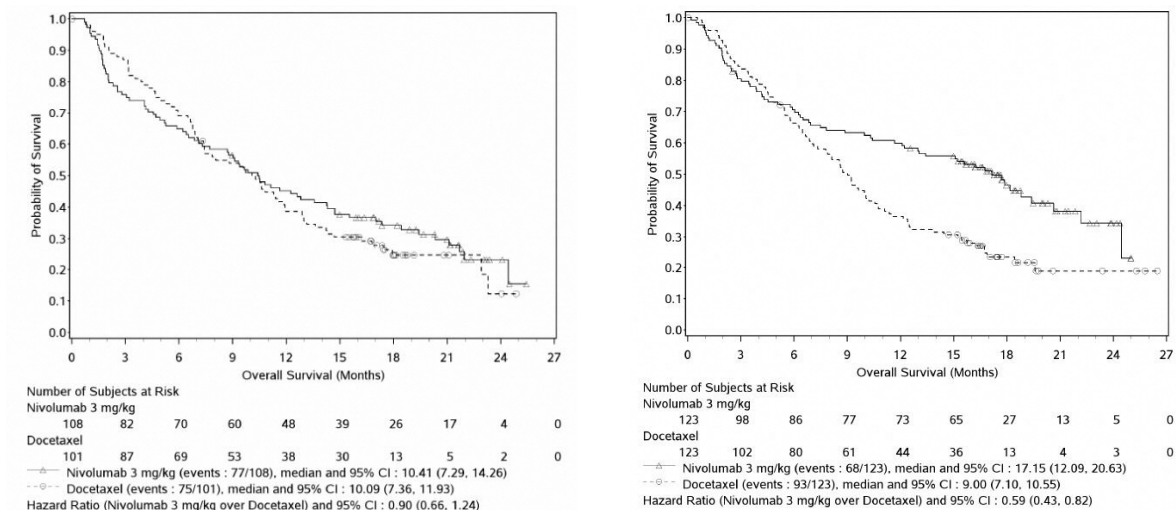 1.0
0.9
0.8
0.7
0.6
0.5
0.4
0.3
0.2
0.1
0.0
Probability of Survival
0 3 6 9 12 15 18 21 24 27
Overall Survival (Months)
Number of Subjects at Risk
Nivolumab 3 mg/kg
108 82 70 60 48 39 26 17 4 0
Docetaxel
101 87 69 53 38 30 13 5 2 0
Nivolumab 3 mg/kg (events : 77/108), median and 95% CI : 10.41 (7.29, 14.26)
Docetaxel (events : 75/101), median and 95% CI : 10.09 (7.36, 11.93)
Hazard Ratio (Nivolumab 3 mg/kg over Docetaxel) and 95% CI : 0.90 (0.66, 1.24)
1.0
0.9
0.8
0.7
0.6
0.5
0.4
0.3
0.2
0.1
0.0
Probability of Survival
0 3 6 9 12 15 18 21 24 27
Overall Survival (Months)
Number of Subjects at Risk
Nivolumab 3 mg/kg
123 98 86 77 73 65 27 13 5 0
Docetaxel
123 102 80 61 44 36 13 4 3 0
Nivolumab 3 mg/kg (events : 68/123), median and 95% CI : 17.15 (12.09, 20.63)
Docetaxel (events : 93/123), median and 95% CI : 9.00 (7.10, 10.55)
Hazard Ratio (Nivolumab 3 mg/kg over Docetaxel) and 95% CI : 0.59 (0.43, 0.82)